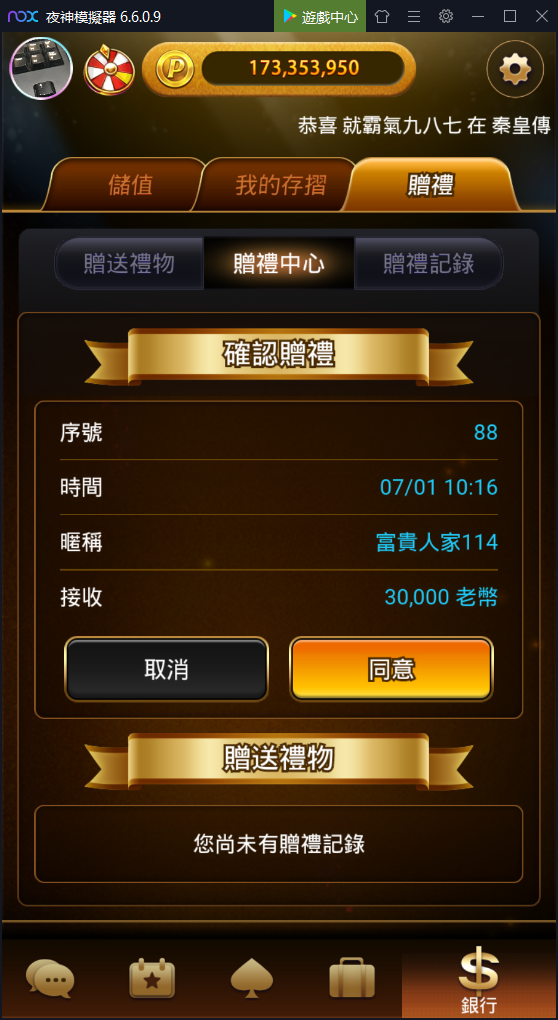 nox 夜神模擬器 6.6.0.9 遊戲中心
P 173,353,950
恭喜 就霸氣九八七 在 秦皇傳
儲值 我的存摺 贈禮
贈送禮物 贈禮中心 贈禮記錄
確認贈禮
序號 88
時間 07/01 10:16
暱稱 富貴人家114
接收 30,000 老幣
取消 同意
贈送禮物
您尚未有贈禮記錄
$
銀行